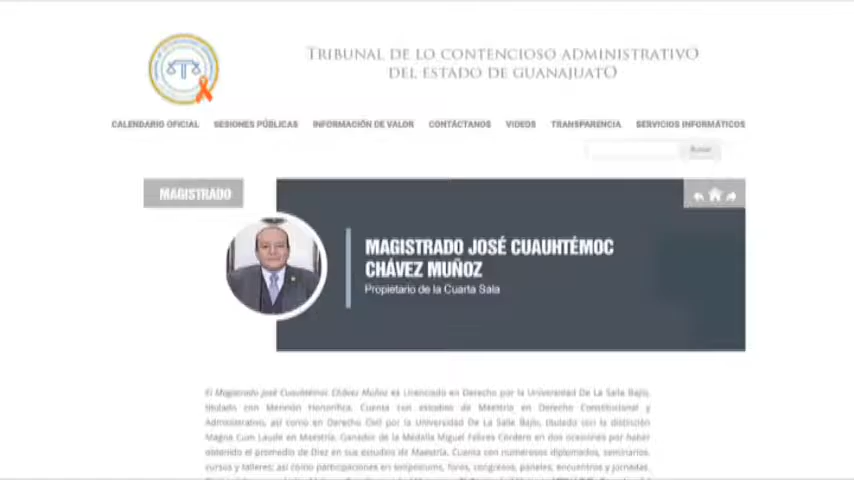 TRIBUNAL DE LO CONTENCIOSO ADMINISTRATIVO
DEL ESTADO DE GUANAJUATO
CALENDARIO OFICIAL SESIONES PÚBLICAS INFORMACIÓN DE VALOR CONTÁCTANOS VIDEOS TRANSPARENCIA SERVICIOS INFORMÁTICOS
Buscar
MAGISTRADO
MAGISTRADO JOSÉ CUAUHTÉMOC
CHÁVEZ MUÑOZ
Propietario de la Cuarta Sala
El Magistrado José Cuauhtémoc Chávez Muñoz es Licenciado en Derecho por la Universidad De La Salle Bajío,
titulado con Mención Honorífica. Cuenta con estudios de Maestría en Derecho Constitucional y
Administrativo, así como en Derecho Civil por la Universidad De La Salle Bajío, titulado con la distinción
Magna Cum Laude en Maestría. Ganador de la Medalla Miguel Febres Cordero en dos ocasiones por haber
obtenido el promedio de Diez en sus estudios de Maestría. Cuenta con numerosos diplomados, seminarios,
cursos y talleres; así como participaciones en simposiums, foros, congresos, paneles, encuentros y jornadas.